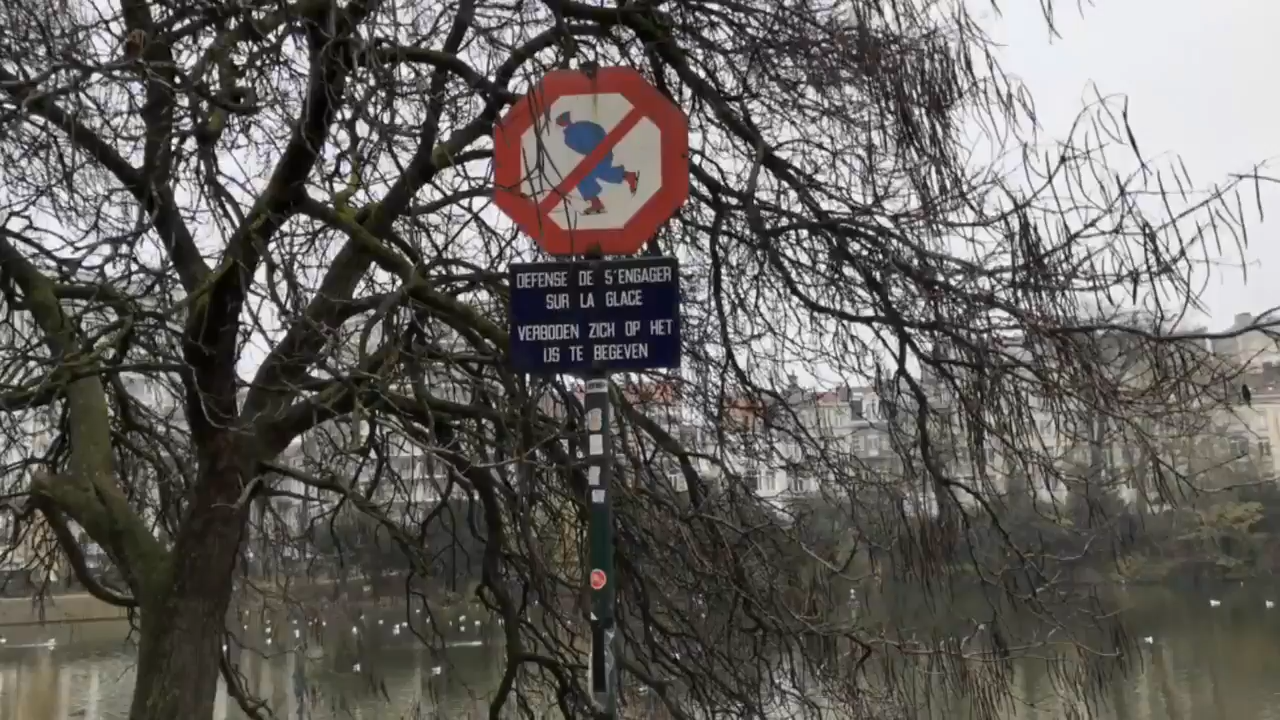 DEFENSE DE S'ENGAGER
SUR LA GLACE
VERBODEN ZICH OP HET
IJS TE BEGEVEN